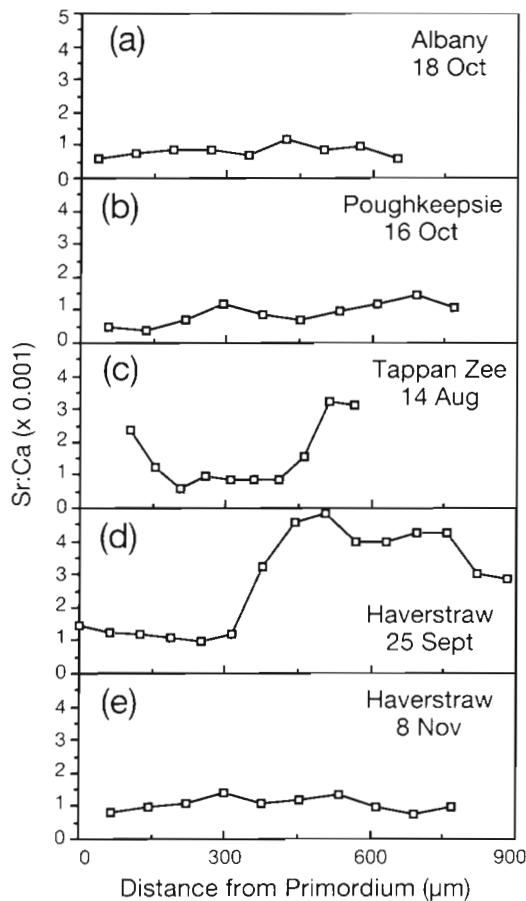 (a)
Albany
18 Oct
5
4
3
2
1
0
(b)
Poughkeepsie
16 Oct
4
3
2
1
0
(c)
Tappan Zee
14 Aug
4
3
2
1
0
(d)
Haverstraw
25 Sept
4
3
2
1
0
(e)
Haverstraw
8 Nov
4
3
2
1
0
Sr:Ca (x 0.001)
0 300 600 900
Distance from Primordium (µm)